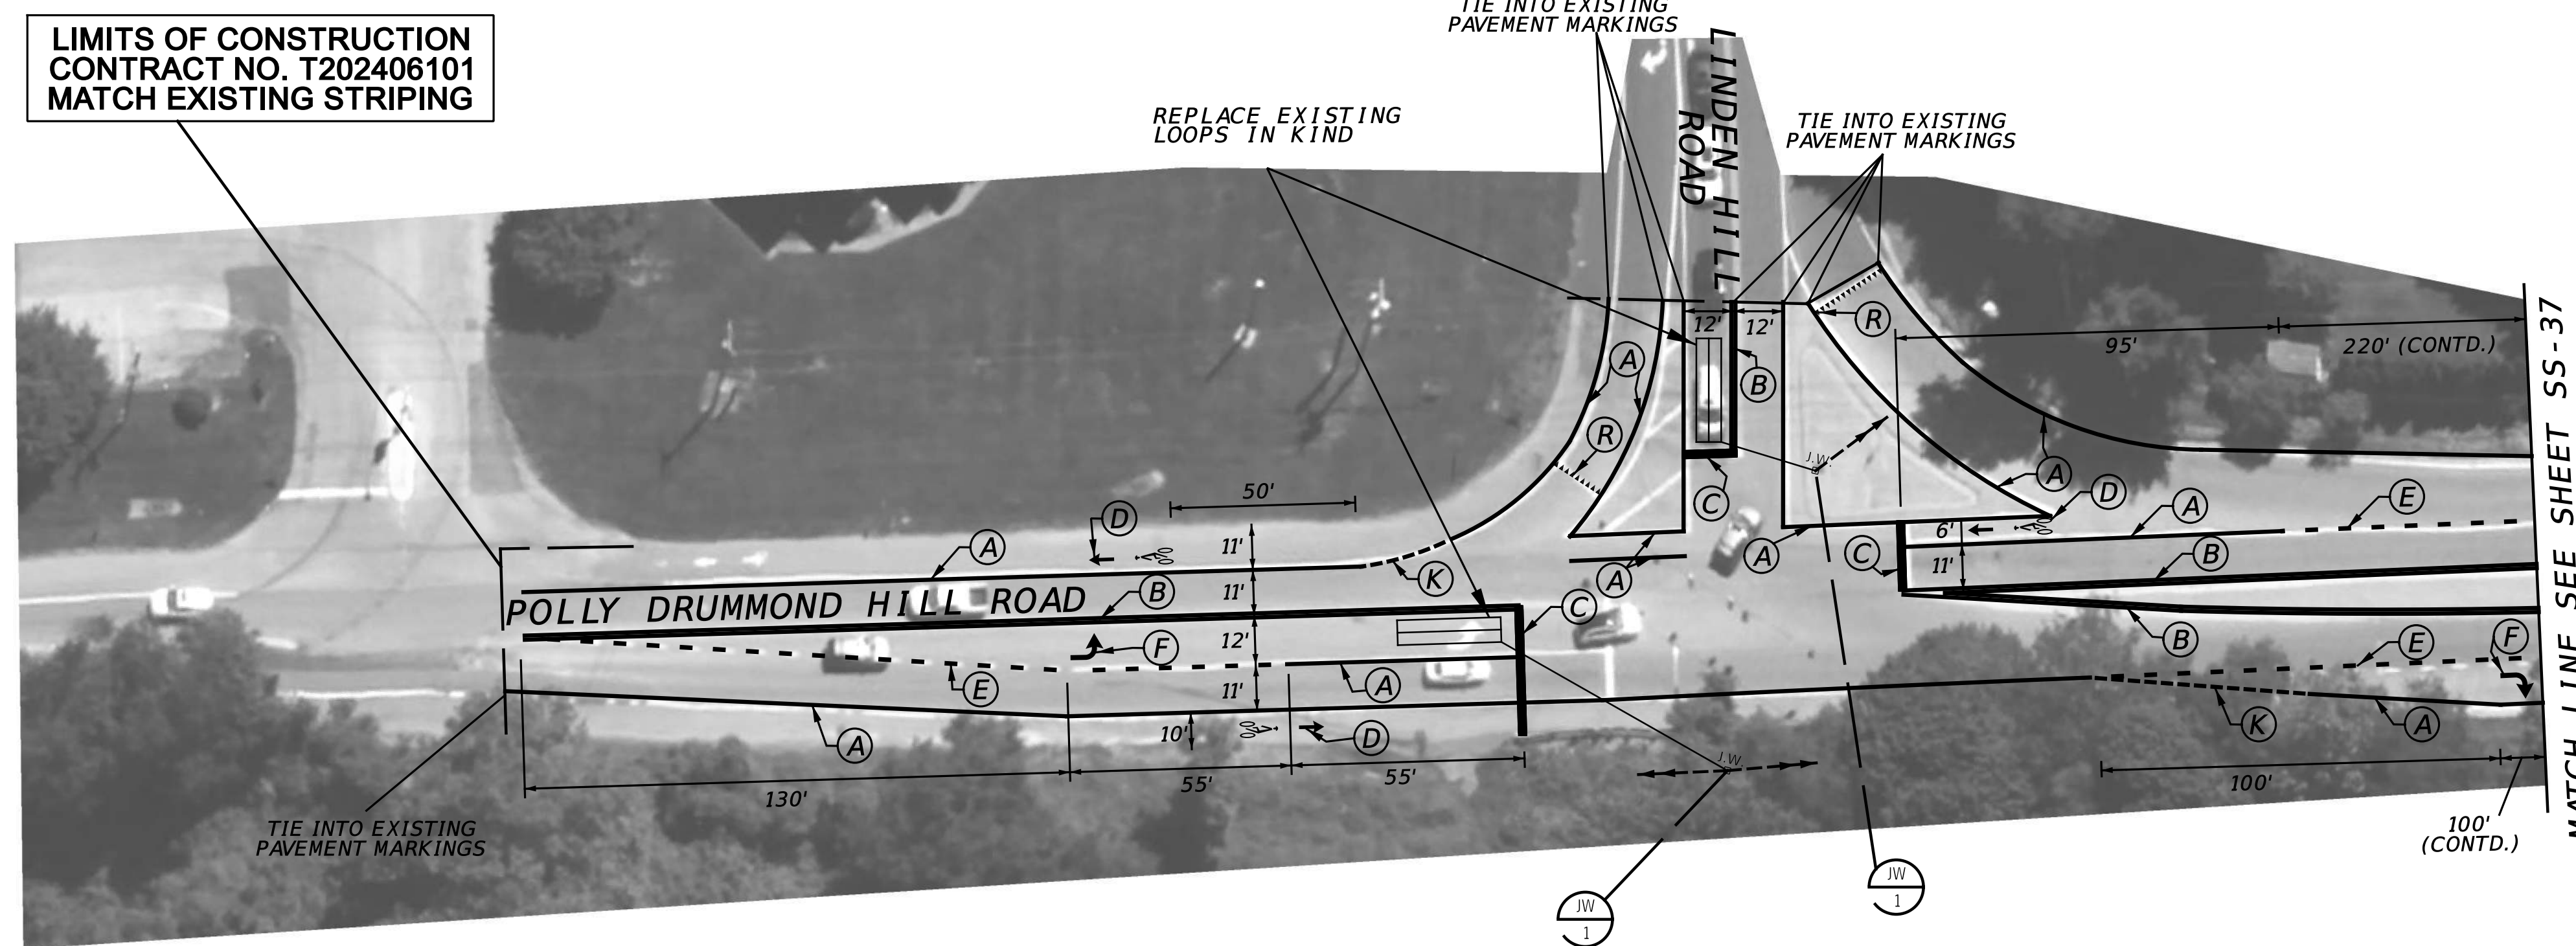 LIMITS OF CONSTRUCTION
CONTRACT NO. T202406101
MATCH EXISTING STRIPING
TIE INTO EXISTING
PAVEMENT MARKINGS
REPLACE EXISTING
LOOPS IN KIND
LINDEN HILL
ROAD
TIE INTO EXISTING
PAVEMENT MARKINGS
12'
12'
R
95'
220' (CONTD.)
A
B
R
J.W.
A
C
50'
D
A
11'
A
D
A
E
6'
C
11'
B
A
A
K
11'
B
C
POLLY DRUMMOND HILL ROAD
12'
F
E
A
11'
B
E
F
A
10'
D
K
A
J.W.
130'
55'
55'
100'
100'
(CONTD.)
TIE INTO EXISTING
PAVEMENT MARKINGS
JW
1
JW
1
MATCH LINE SEE SHEET SS-37